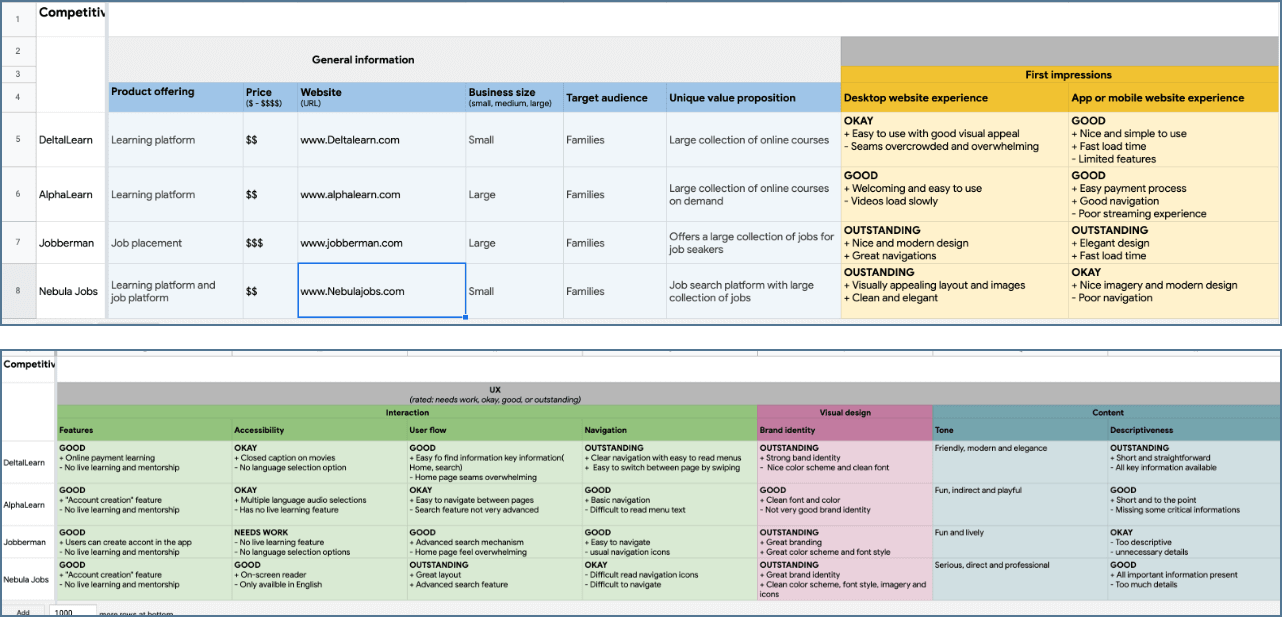 1 Competitiv
2 General information
3 First impressions
4 Product offering Price ($ - $$$$) Website (URL) Business size (small, medium, large) Target audience Unique value proposition Desktop website experience App or mobile website experience
5 DeltalLearn Learning platform $$ www.Deltalearn.com Small Families Large collection of online courses
OKAY
+ Easy to use with good visual appeal
- Seams overcrowded and overwhelming
GOOD
+ Nice and simple to use
+ Fast load time
- Limited features
6 AlphaLearn Learning platform $$ www.alphalearn.com Large Families
Large collection of online courses
on demand
GOOD
+ Welcoming and easy to use
- Videos load slowly
GOOD
+ Easy payment process
+ Good navigation
- Poor streaming experience
7 Jobberman Job placement $$$ www.jobberman.com Large Families
Offers a large collection of jobs for
job seakers
OUTSTANDING
+ Nice and modern design
+ Great navigations
OUTSTANDING
+ Elegant design
+ Fast load time
8 Nebula Jobs
Learning platform and
job platform
$$ www.Nebulajobs.com Small Families
Job search platform with large
collection of jobs
OUSTANDING
+ Visually appealing layout and images
+ Clean and elegant
OKAY
+ Nice imagery and modern design
- Poor navigation
Competitiv
UX
(rated: needs work, okay, good, or outstanding)
Interaction Visual design Content
Features Accessibility User flow Navigation Brand identity Tone Descriptiveness
DeltalLearn
GOOD
+ Online payment learning
- No live learning and mentorship
OKAY
+ Closed caption on movies
- No language selection option
GOOD
+ Easy fo find information key information(
Home, search)
- Home page seams overwhelming
OUTSTANDING
+ Clear navigation with easy to read menus
+ Easy to switch between page by swiping
OUTSTANDING
+ Strong band identity
- Nice color scheme and clean font
Friendly, modern and elegance
OUTSTANDING
+ Short and straightforward
- All key information available
AlphaLearn
GOOD
+ "Account creation" feature
- No live learning and mentorship
OKAY
+ Multiple language audio selections
- Has no live learning feature
OKAY
+ Easy to navigate between pages
- Search feature not very advanced
GOOD
+ Basic navigation
- Difficult to read menu text
GOOD
+ Clean font and color
- Not very good brand identity
Fun, indirect and playful
GOOD
+ Short and to the point
- Missing some critical informations
Jobberman
GOOD
+ Users can create accont in the app
- No live learning and mentorship
NEEDS WORK
- No live learning feature
- No language selection options
GOOD
+ Advanced search mechanism
- Home page feel overwhelming
GOOD
+ Easy to navigate
- usual navigation icons
OUTSTANDING
+ Great branding
+ Great color scheme and font style
Fun and lively
OKAY
- Too descriptive
- unnecessary details
Nebula Jobs
GOOD
+ "Account creation" feature
- No live learning and mentorship
GOOD
+ On-screen reader
- Only availble in English
OUTSTANDING
+ Great layout
+ Advanced search feature
OKAY
- Difficult read navigation icons
- Difficult to navigate
OUTSTANDING
+ Great brand identity
+ Clean color scheme, font style, imagery and
icons
Serious, direct and professional
GOOD
+ All important information present
- Too much details
Add 1000 more rows at bottom